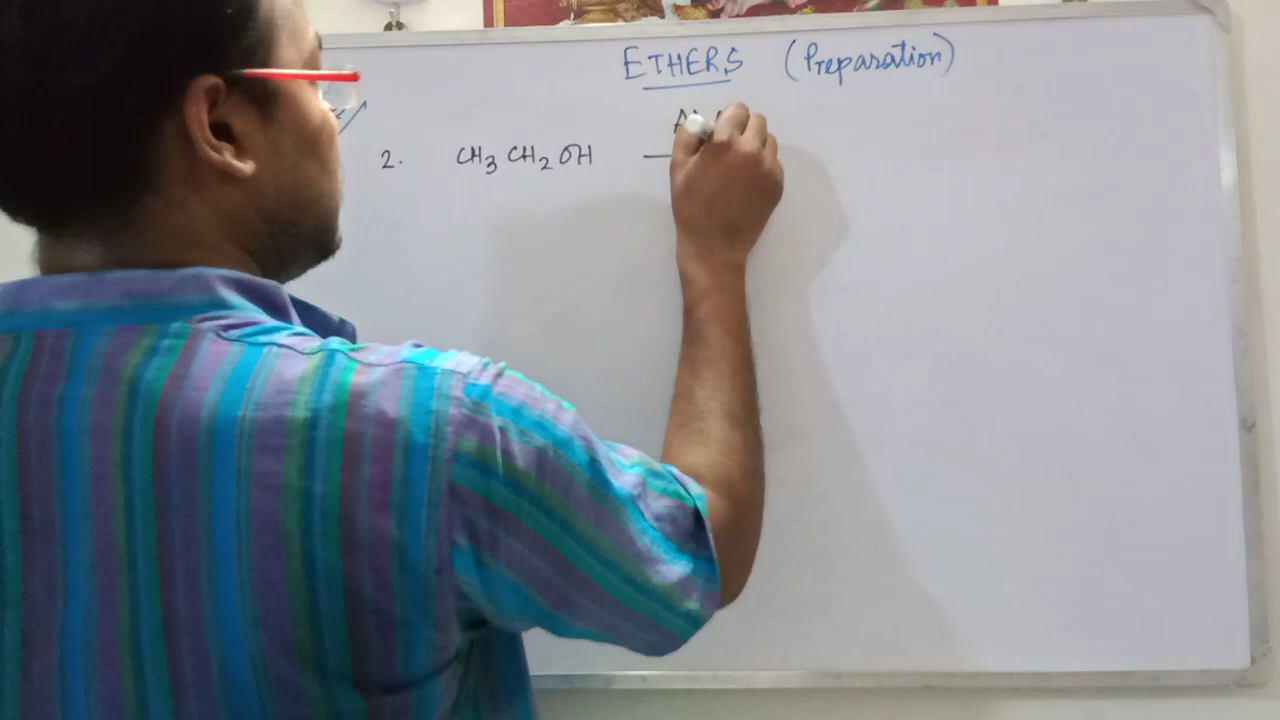 ETHERS (Preparation)
2. CH3 CH2 OH